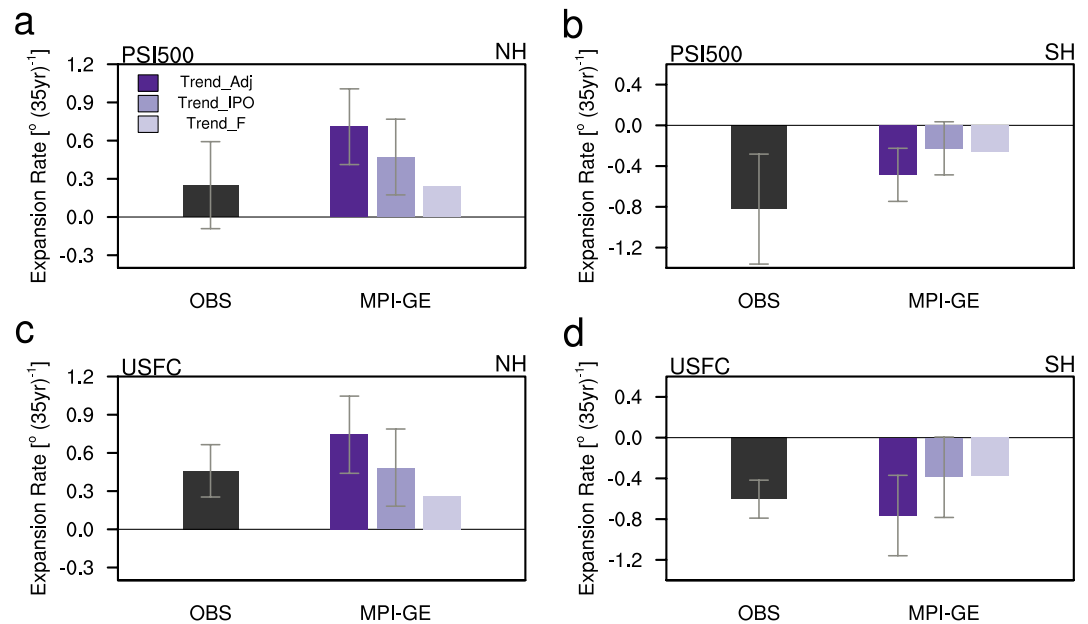 a
PSI500 NH
Expansion Rate [° (35yr)⁻¹]
1.2
0.9
0.6
0.3
0.0
-0.3
Trend_Adj
Trend_IPO
Trend_F
OBS MPI-GE
b
PSI500 SH
Expansion Rate [° (35yr)⁻¹]
0.4
0.0
-0.4
-0.8
-1.2
OBS MPI-GE
c
USFC NH
Expansion Rate [° (35yr)⁻¹]
1.2
0.9
0.6
0.3
0.0
-0.3
OBS MPI-GE
d
USFC SH
Expansion Rate [° (35yr)⁻¹]
0.4
0.0
-0.4
-0.8
-1.2
OBS MPI-GE